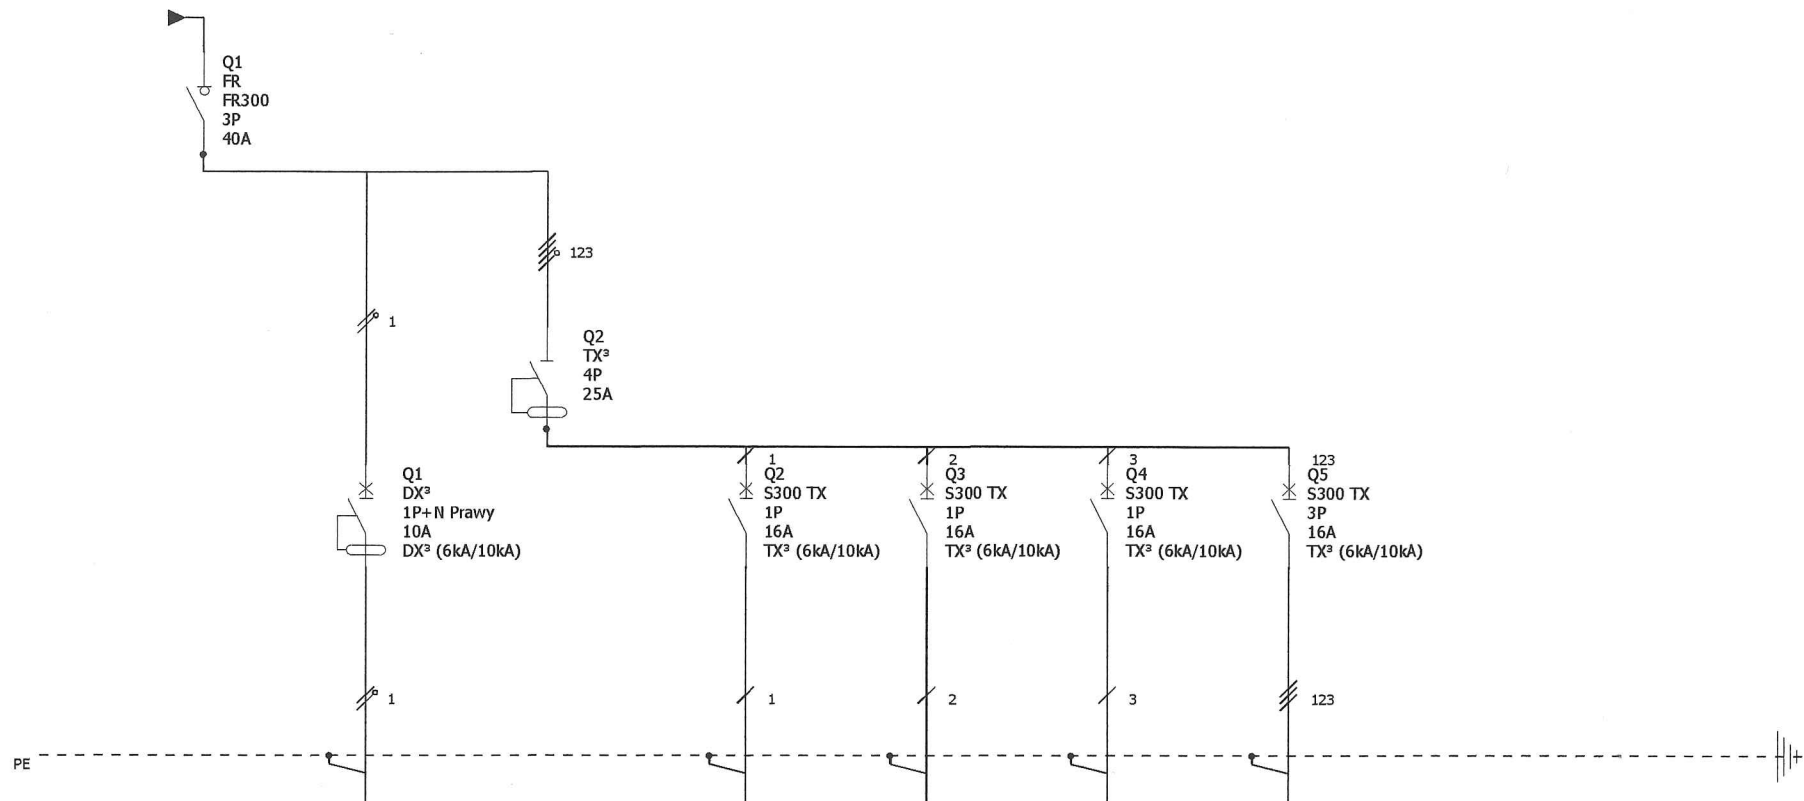 Q1
FR
FR300
3P
40A
123
1
Q2
TX³
4P
25A
Q1
DX³
1P+N Prawy
10A
DX³ (6kA/10kA)
1
Q2
S300 TX
1P
16A
TX³ (6kA/10kA)
2
Q3
S300 TX
1P
16A
TX³ (6kA/10kA)
3
Q4
S300 TX
1P
16A
TX³ (6kA/10kA)
123
Q5
S300 TX
3P
16A
TX³ (6kA/10kA)
1
1
2
3
123
PE